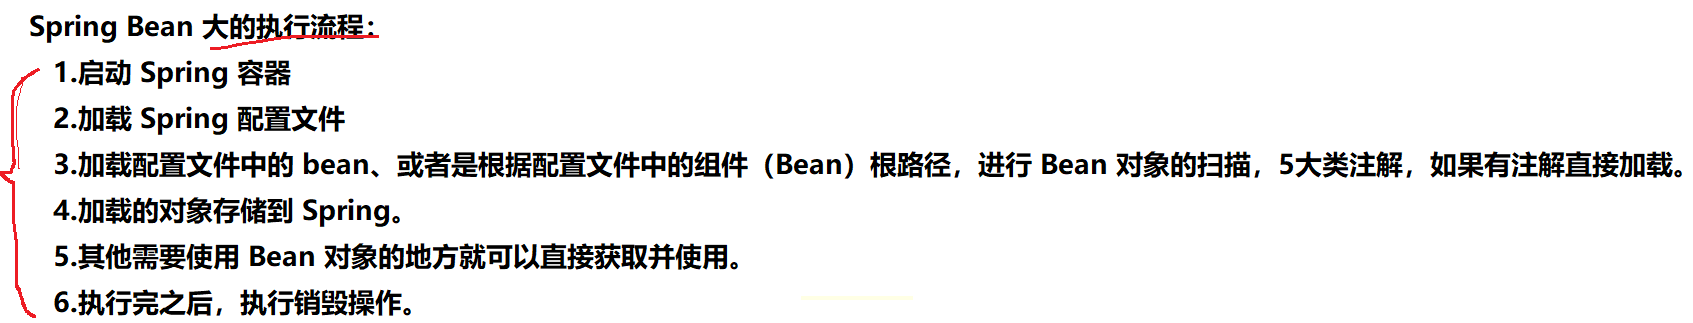 Spring Bean 大的执行流程：
1.启动 Spring 容器
2.加载 Spring 配置文件
3.加载配置文件中的 bean、或者是根据配置文件中的组件（Bean）根路径，进行 Bean 对象的扫描，5大类注解，如果有注解直接加载。
4.加载的对象存储到 Spring。
5.其他需要使用 Bean 对象的地方就可以直接获取并使用。
6.执行完之后，执行销毁操作。